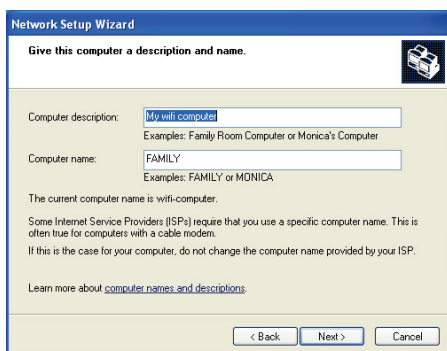 Network Setup Wizard
Give this computer a description and name.
Computer description: My wifi computer
Examples: Family Room Computer or Monica's Computer
Computer name: FAMILY
Examples: FAMILY or MONICA
The current computer name is wifi-computer.
Some Internet Service Providers (ISPs) require that you use a specific computer name. This is
often true for computers with a cable modem.
If this is the case for your computer, do not change the computer name provided by your ISP.
Learn more about computer names and descriptions.
< Back Next > Cancel